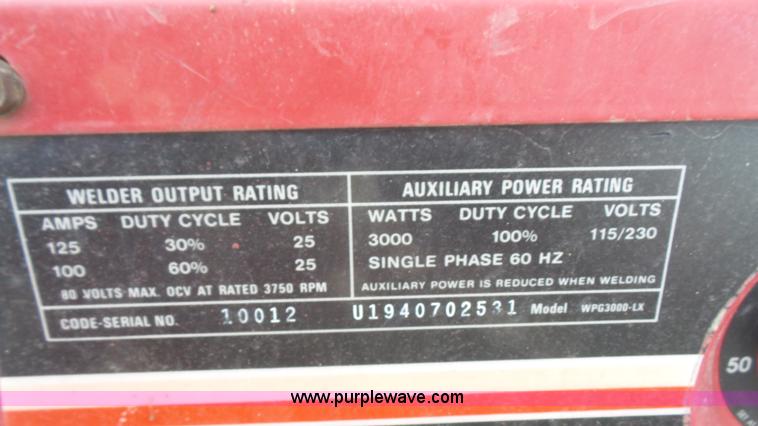 WELDER OUTPUT RATING
AMPS DUTY CYCLE VOLTS
125 30% 25
100 60% 25
80 VOLTS MAX. OCV AT RATED 3750 RPM
AUXILIARY POWER RATING
WATTS DUTY CYCLE VOLTS
3000 100% 115/230
SINGLE PHASE 60 HZ
AUXILIARY POWER IS REDUCED WHEN WELDING
CODE-SERIAL NO. 10012 U1940702531 Model WPG3000-LX
50
www.purplewave.com